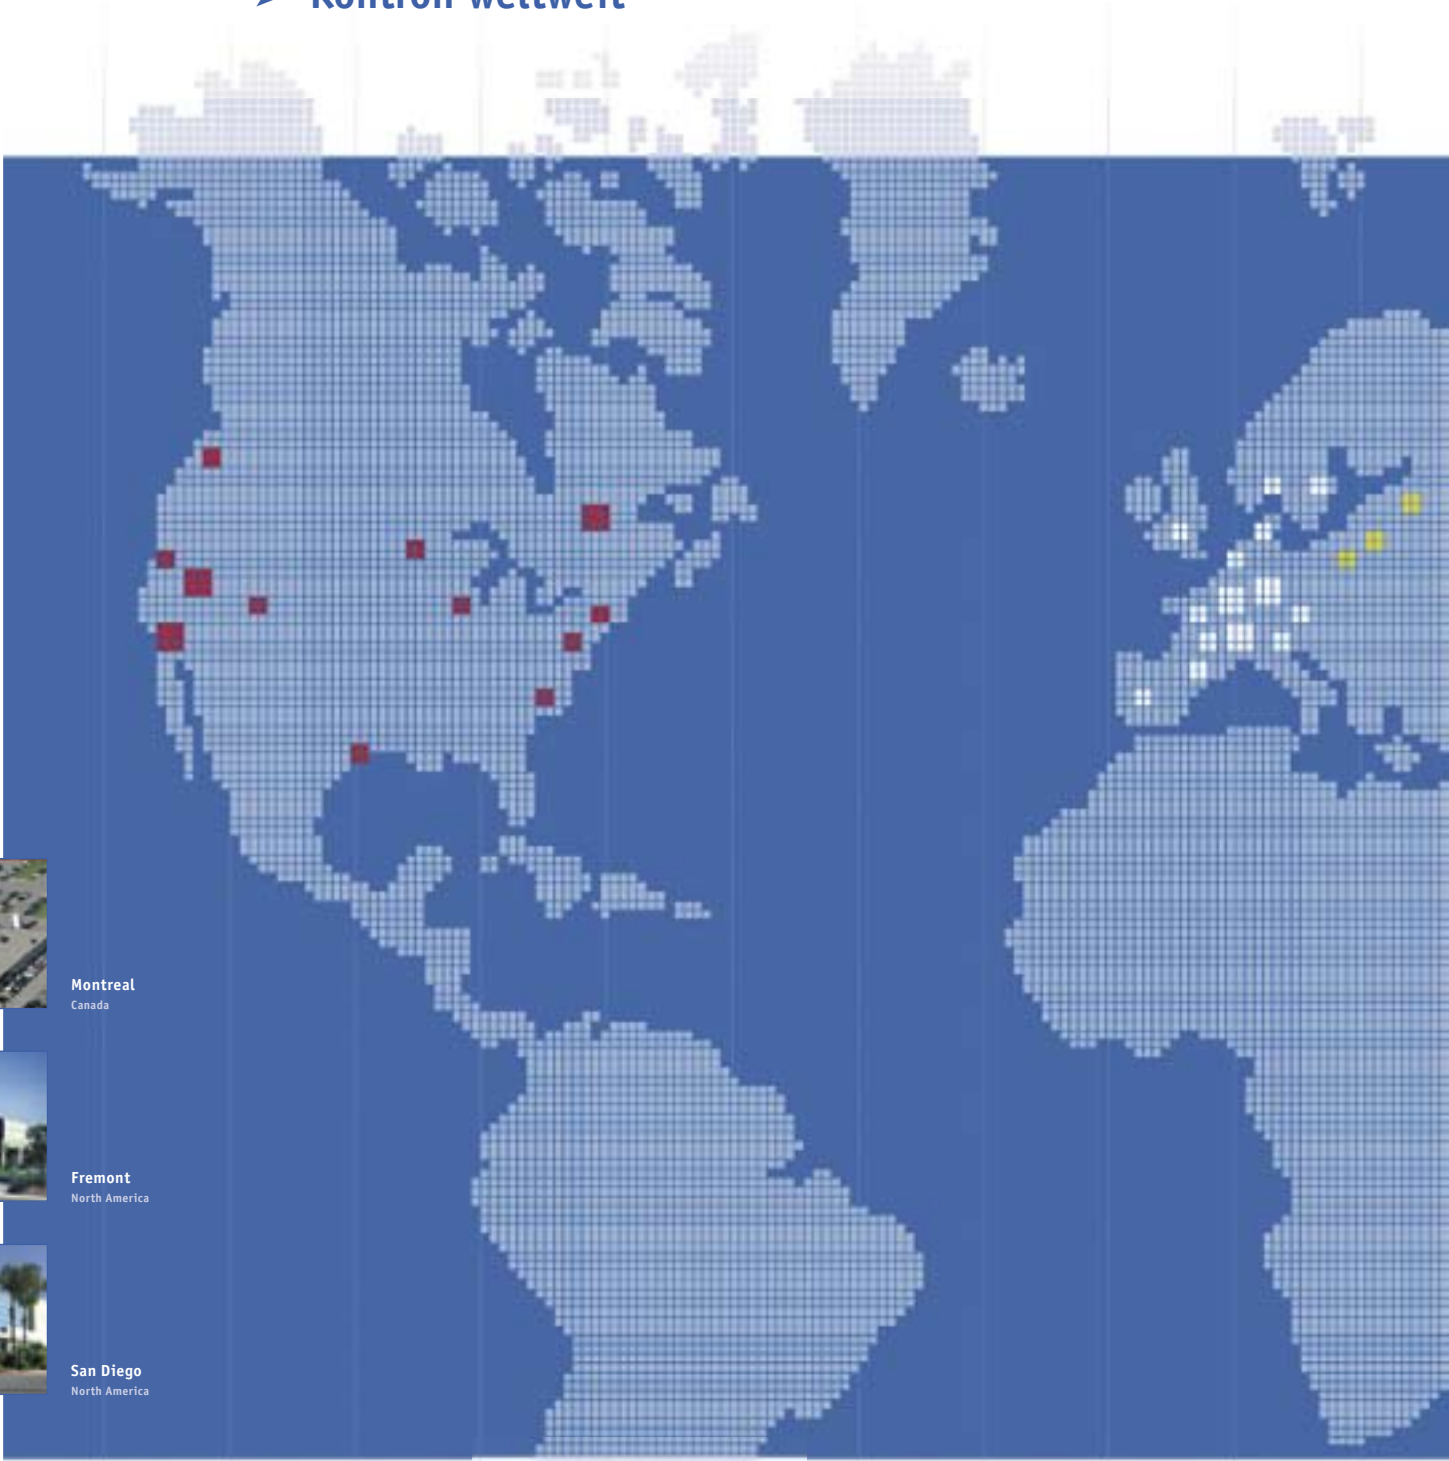 ➤ Kontron weltweit
Montreal
Canada
Fremont
North America
San Diego
North America